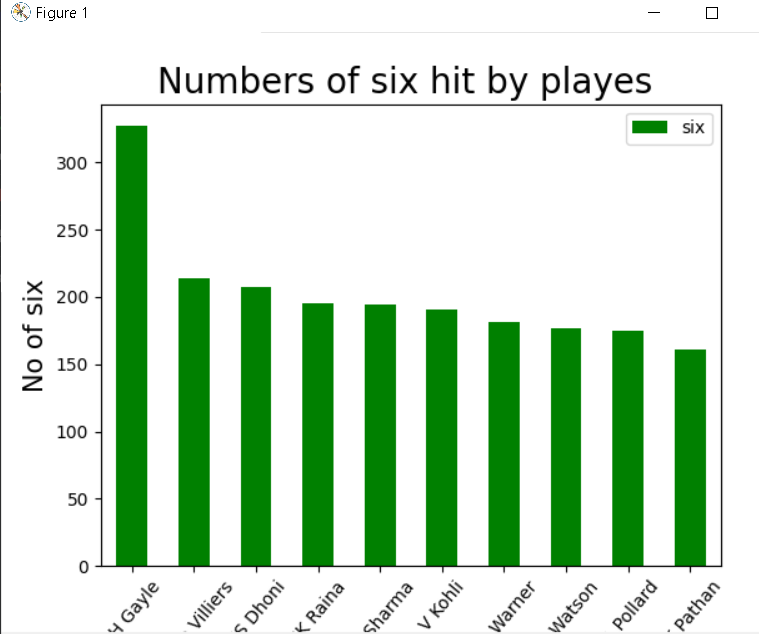 Figure 1
Numbers of six hit by playes
six
No of six
300
250
200
150
100
50
0
H Gayle
Villiers
S Dhoni
K Raina
Sharma
V Kohli
Warner
Watson
Pollard
Pathan